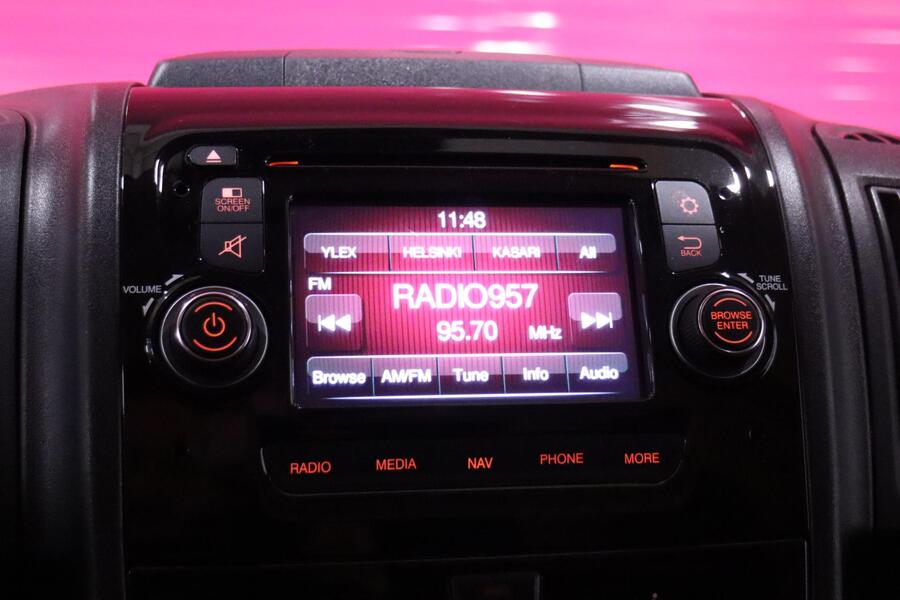 SCREEN
ON/OFF
VOLUME
11:48
YLEX HELSINKI KASARI All
FM
RADIO957
95.70 MHz
Browse AM/FM Tune Info Audio
BACK
TUNE
SCROLL
BROWSE
ENTER
RADIO MEDIA NAV PHONE MORE